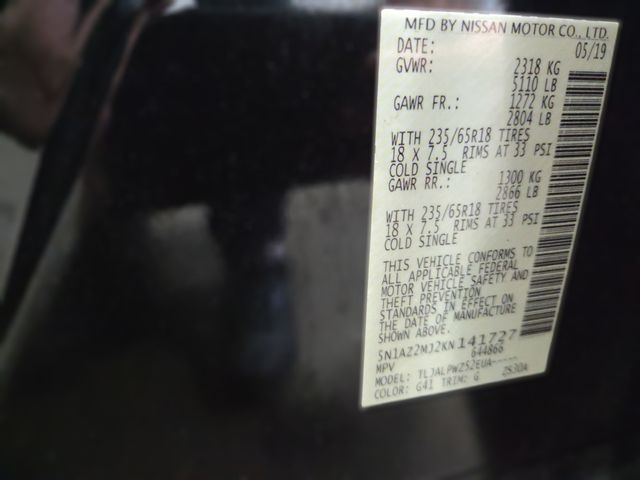 MFD BY NISSAN MOTOR CO., LTD.
DATE: 05/19
GVWR: 2318 KG
5110 LB
GAWR FR.: 1272 KG
2804 LB
WITH 235/65R18 TIRES
18 X 7.5 RIMS AT 33 PSI
COLD SINGLE
GAWR RR.: 1300 KG
2866 LB
WITH 235/65R18 TIRES
18 X 7.5 RIMS AT 33 PSI
COLD SINGLE
THIS VEHICLE CONFORMS TO
ALL APPLICABLE FEDERAL
MOTOR VEHICLE SAFETY AND
THEFT PREVENTION
STANDARDS IN EFFECT ON
THE DATE OF MANUFACTURE
SHOWN ABOVE.
5N1AZ2MJ2KN141727
MPV 644866
MODEL: TLJALPWZ52EUA-----
COLOR: G41 TRIM: G